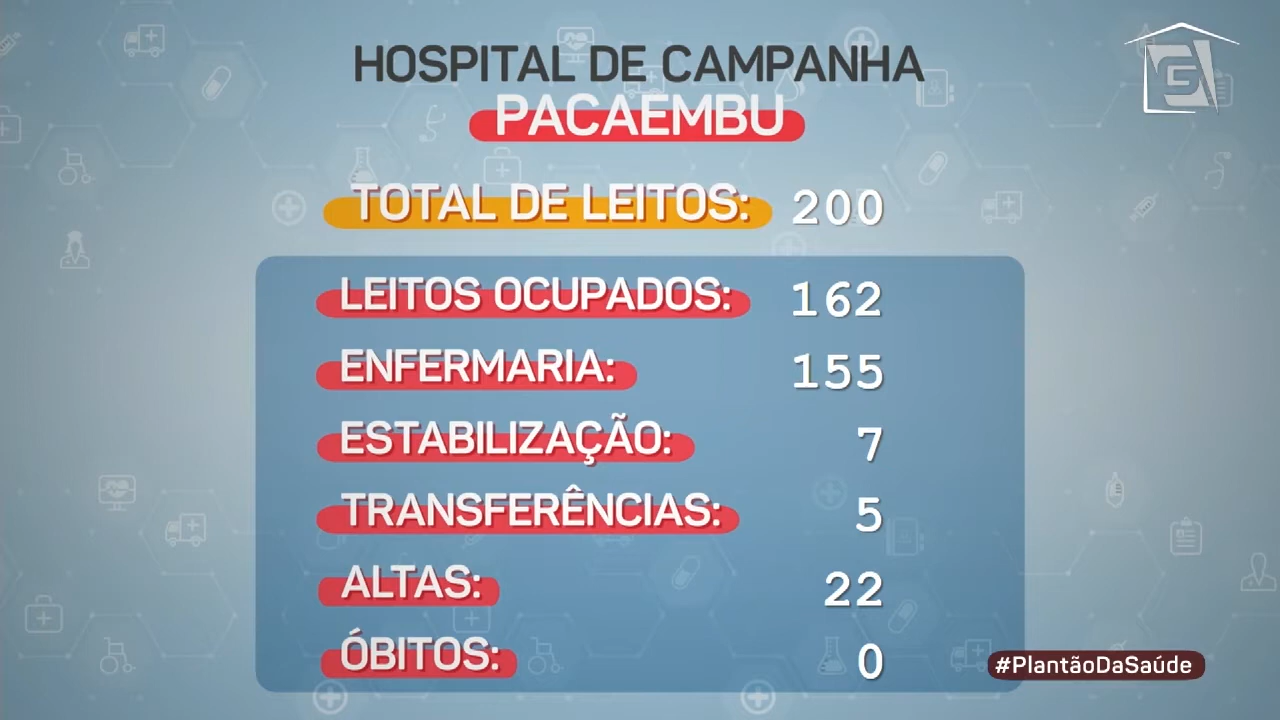 HOSPITAL DE CAMPANHA
PACAEMBU
TOTAL DE LEITOS: 200
LEITOS OCUPADOS: 162
ENFERMARIA: 155
ESTABILIZAÇÃO: 7
TRANSFERÊNCIAS: 5
ALTAS: 22
ÓBITOS: 0
#PlantãoDaSaúde